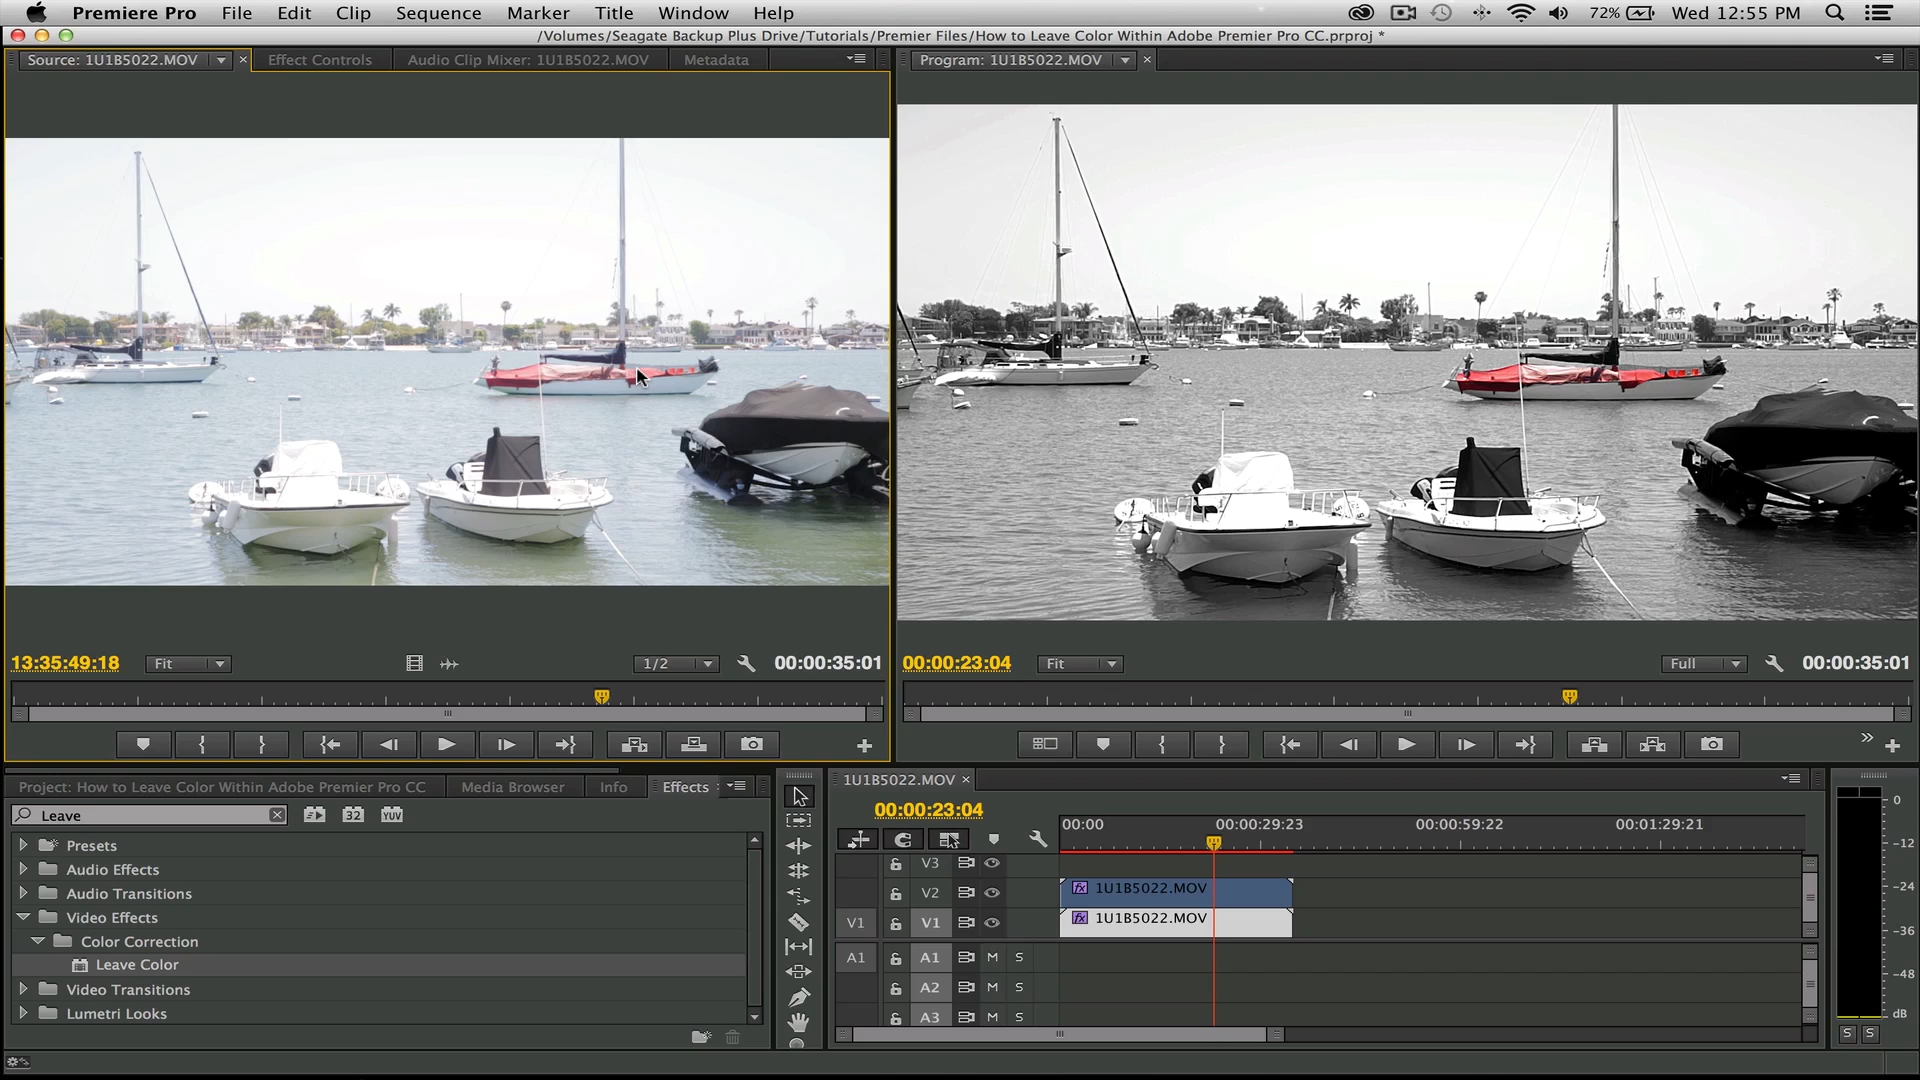 Premiere Pro File Edit Clip Sequence Marker Title Window Help 72% Wed 12:55 PM
/Volumes/Seagate Backup Plus Drive/Tutorials/Premier Files/How to Leave Color Within Adobe Premier Pro CC.prproj *
Source: 1U1B5022.MOV × Effect Controls Audio Clip Mixer: 1U1B5022.MOV Metadata
Program: 1U1B5022.MOV ×
13:35:49:18 Fit 1/2 00:00:35:01
00:00:23:04 Fit Full 00:00:35:01
Project: How to Leave Color Within Adobe Premier Pro CC Media Browser Info Effects
Leave 32 YUV
Presets
Audio Effects
Audio Transitions
Video Effects
Color Correction
Leave Color
Video Transitions
Lumetri Looks
1U1B5022.MOV ×
00:00:23:04
00:00 00:00:29:23 00:00:59:22 00:01:29:21
V3
V2 fx 1U1B5022.MOV
V1 V1 fx 1U1B5022.MOV
A1 A1 M S
A2 M S
A3 M S
0
-12
-24
-36
-48
dB
S S